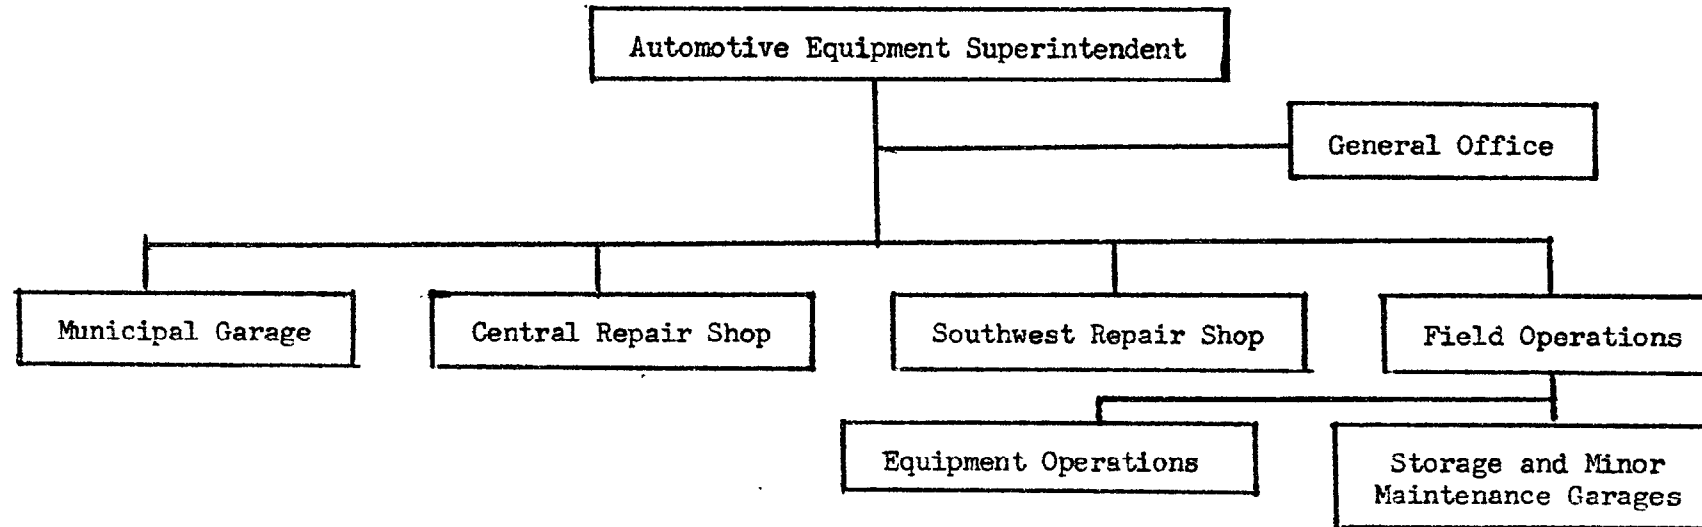 Automotive Equipment Superintendent
General Office
Municipal Garage
Central Repair Shop
Southwest Repair Shop
Field Operations
Equipment Operations
Storage and Minor
Maintenance Garages